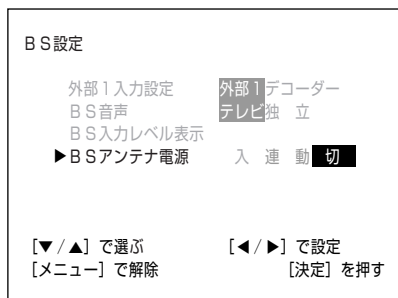 ＢＳ設定
外部１入力設定 外部１デコーダー
ＢＳ音声 テレビ独 立
ＢＳ入力レベル表示
▶ＢＳアンテナ電源 入 連 動 切
［▼/▲］で選ぶ ［◀/▶］で設定
［メニュー］で解除 ［決定］を押す